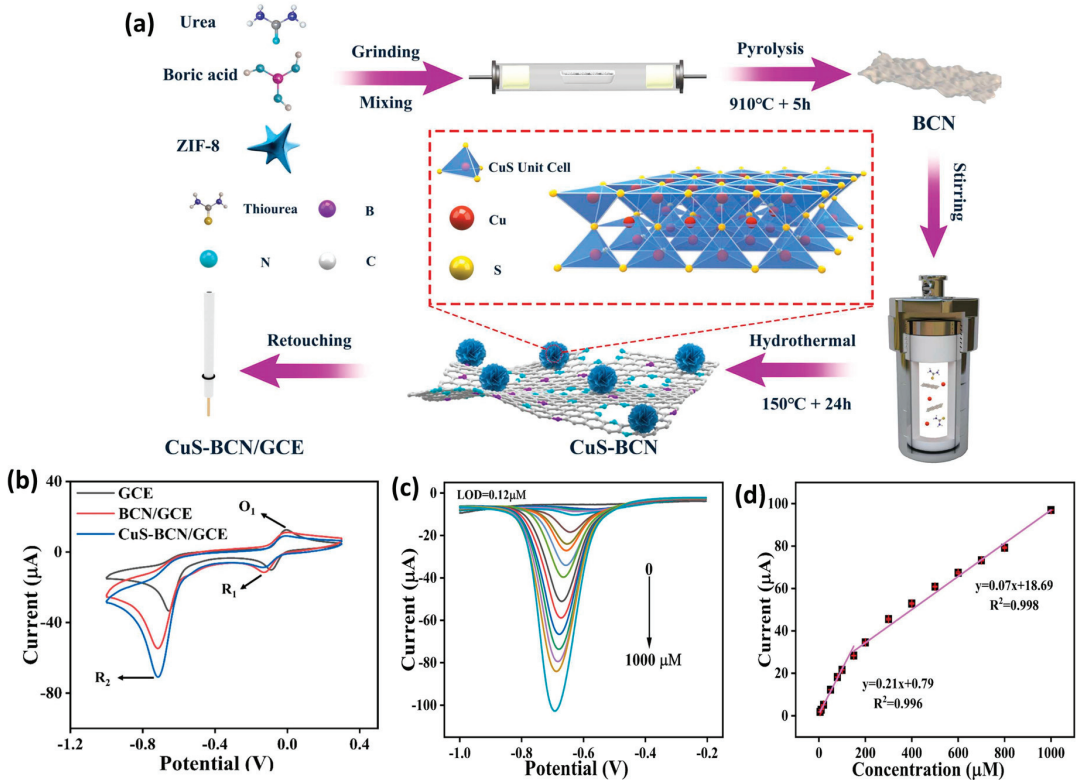 (a)
Urea
Boric acid
ZIF-8
Grinding
Mixing
Pyrolysis
910°C + 5h
BCN
Stirring
Thiourea
B
N
C
CuS Unit Cell
Cu
S
Hydrothermal
150°C + 24h
CuS-BCN
Retouching
CuS-BCN/GCE
(b)
GCE
BCN/GCE
CuS-BCN/GCE
O₁
R₁
R₂
40
0
-40
-80
Current (μA)
-1.2
-0.8
-0.4
0.0
0.4
Potential (V)
(c)
LOD=0.12μM
0
1000 μM
0
-20
-40
-60
-80
-100
Current (μA)
-1.0
-0.8
-0.6
-0.4
-0.2
Potential (V)
(d)
y=0.07x+18.69
R²=0.998
y=0.21x+0.79
R²=0.996
100
80
60
40
20
0
Current (μA)
0
200
400
600
800
1000
Concentration (μM)